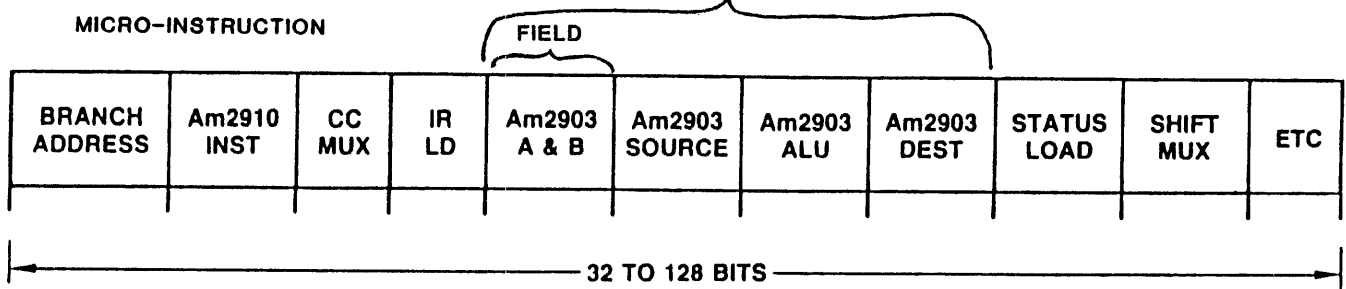 MICRO-INSTRUCTION
FIELD
BRANCH ADDRESS
Am2910 INST
CC MUX
IR LD
Am2903 A & B
Am2903 SOURCE
Am2903 ALU
Am2903 DEST
STATUS LOAD
SHIFT MUX
ETC
32 TO 128 BITS